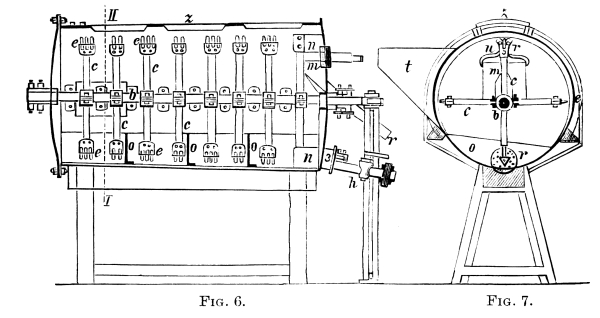 II z z
e e n u r
c c m t m c
b c e
c b
c c r
e o e o o n 3 h o r
I
FIG. 6. FIG. 7.